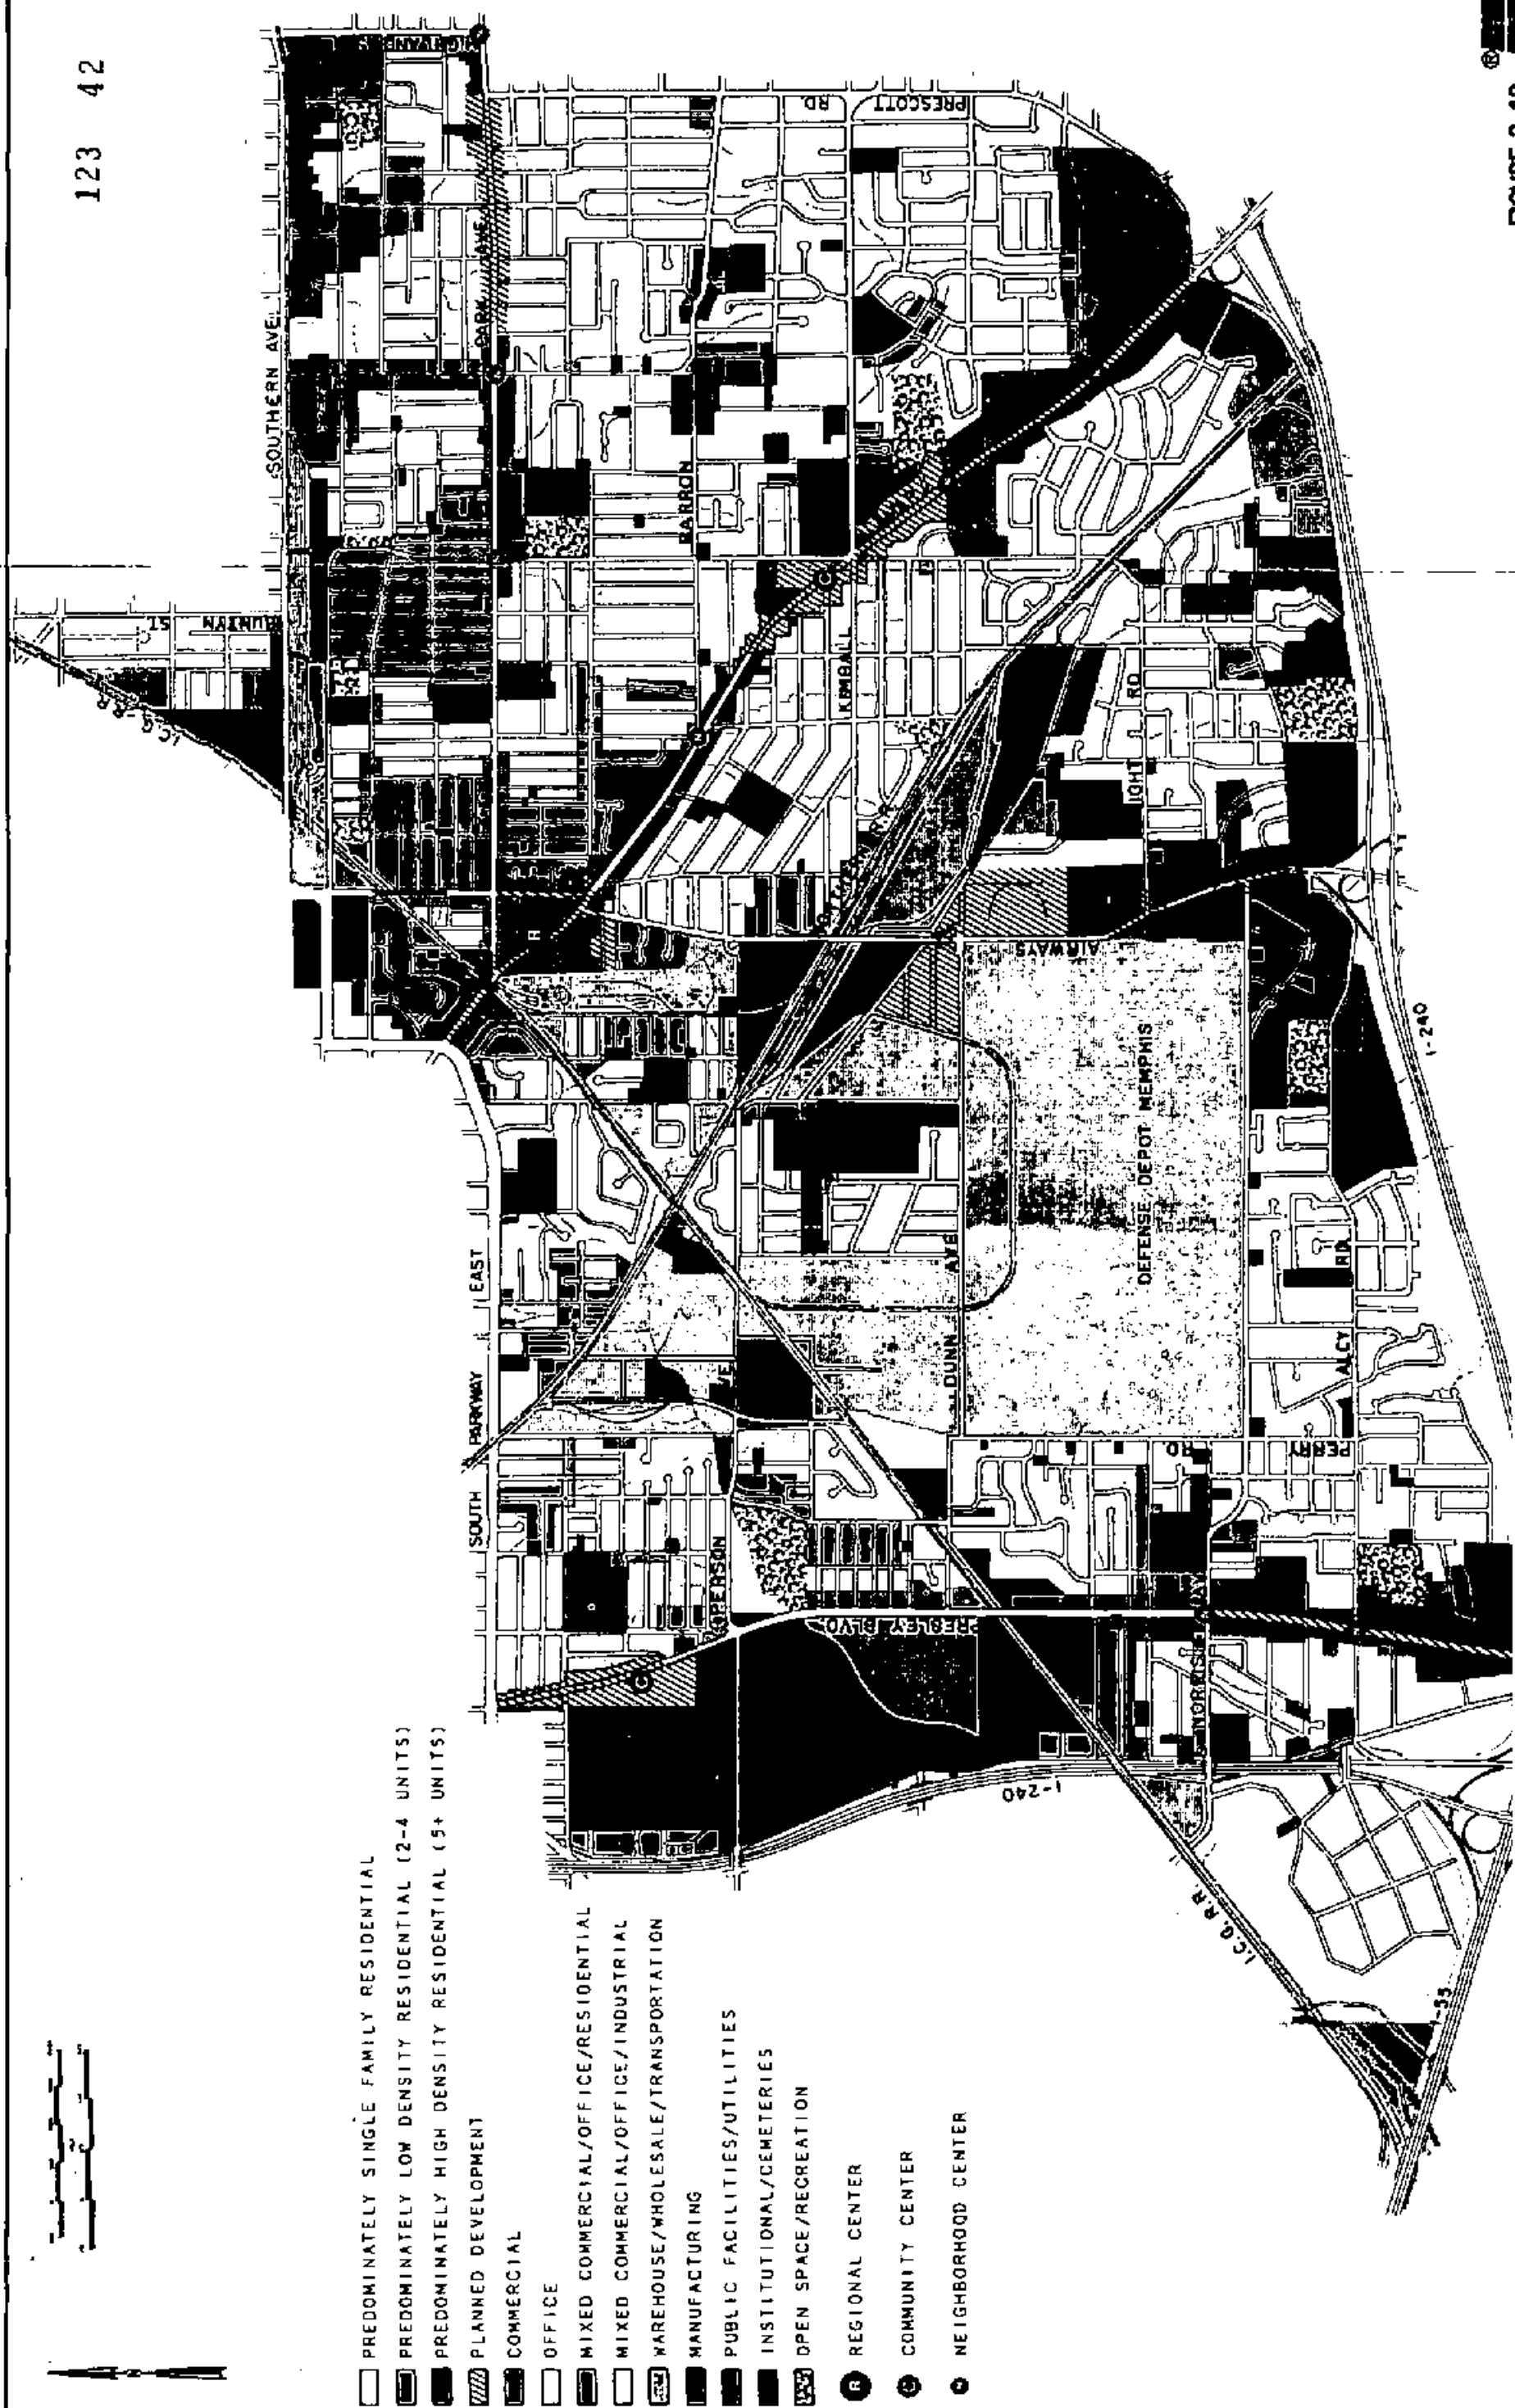 123 42
PREDOMINATELY SINGLE FAMILY RESIDENTIAL
PREDOMINATELY LOW DENSITY RESIDENTIAL (2-4 UNITS)
PREDOMINATELY HIGH DENSITY RESIDENTIAL (5+ UNITS)
PLANNED DEVELOPMENT
COMMERCIAL
OFFICE
MIXED COMMERCIAL/OFFICE/RESIDENTIAL
MIXED COMMERCIAL/OFFICE/INDUSTRIAL
WAREHOUSE/WHOLESALE/TRANSPORTATION
MANUFACTURING
PUBLIC FACILITIES/UTILITIES
INSTITUTIONAL/CEMETERIES
OPEN SPACE/RECREATION
R REGIONAL CENTER
C COMMUNITY CENTER
NEIGHBORHOOD CENTER
SOUTHERN AVE
PARK AVE
PRESCOTT
RD
BARRON
KIMBALL
I.C.G. R.R.
ST
AIRWAYS
RD
SOUTH PARKWAY EAST
DUNN AVE
DEFENSE DEPOT MEMPHIS
PERRY
RD
ALCY
RD
PRESLEY BLVD
I-240
I-240
I.C.G. R.R.
R
C